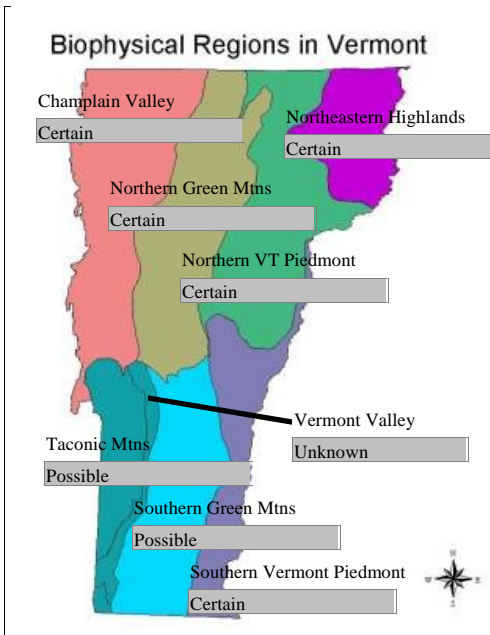 Biophysical Regions in Vermont
Champlain Valley
Certain
Northeastern Highlands
Certain
Northern Green Mtns
Certain
Northern VT Piedmont
Certain
Vermont Valley
Unknown
Taconic Mtns
Possible
Southern Green Mtns
Possible
Southern Vermont Piedmont
Certain
N
W E
S